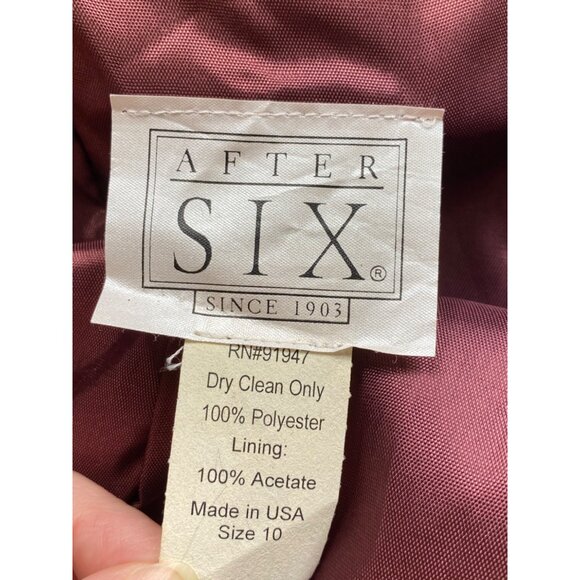 AFTER
SIX®
SINCE 1903
RN#91947
Dry Clean Only
100% Polyester
Lining:
100% Acetate
Made in USA
Size 10